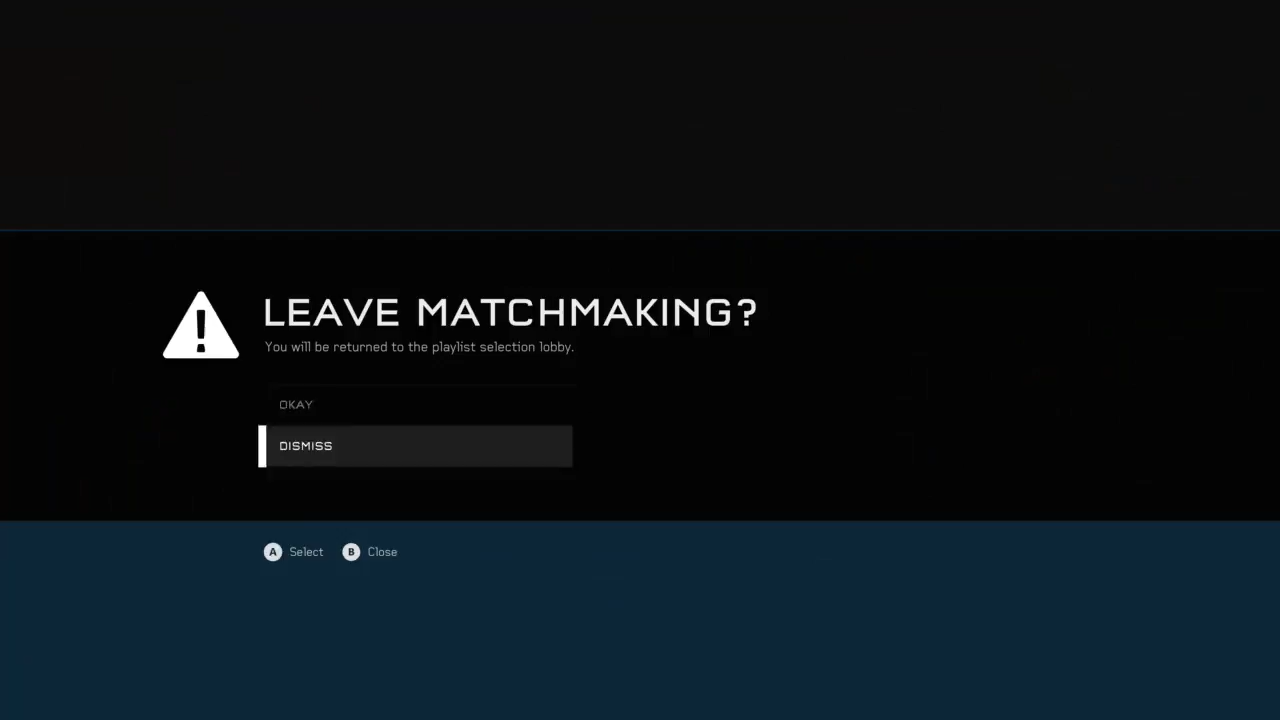 LEAVE MATCHMAKING?
You will be returned to the playlist selection lobby.
OKAY
DISMISS
A Select B Close